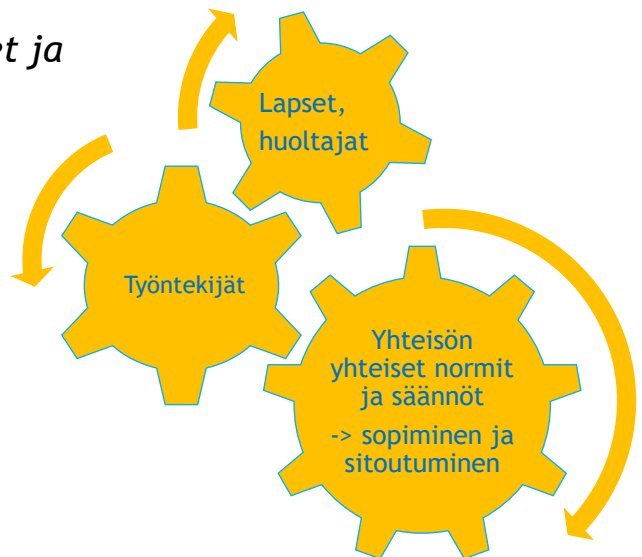 et ja
Lapset,
huoltajat
Työntekijät
Yhteisön
yhteiset normit
ja säännöt
-> sopiminen ja
sitoutuminen